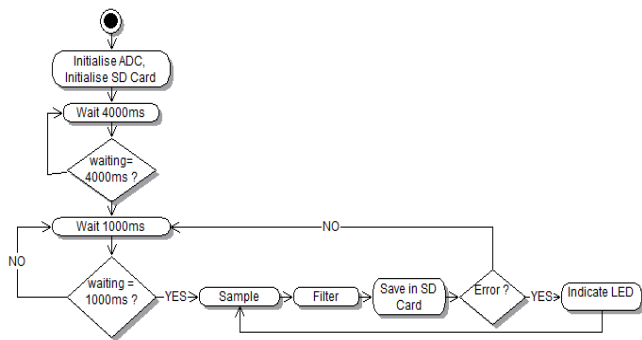 Initialise ADC,
Initialise SD Card
Wait 4000ms
waiting=
4000ms ?
Wait 1000ms
NO
NO
waiting =
1000ms ?
YES
Sample
Filter
Save in SD
Card
Error ?
YES
Indicate LED